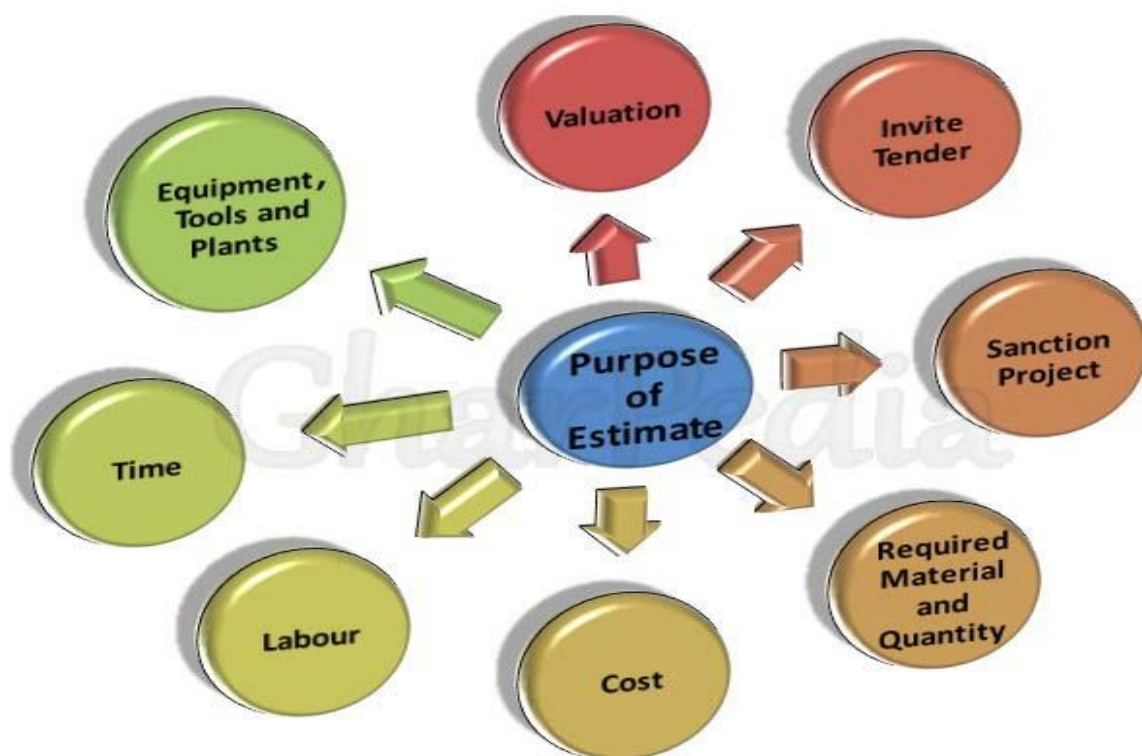 Valuation
Invite
Tender
Equipment,
Tools and
Plants
Purpose
of
Estimate
Sanction
Project
Time
Required
Material
and
Quantity
Labour
Cost
GharPedia